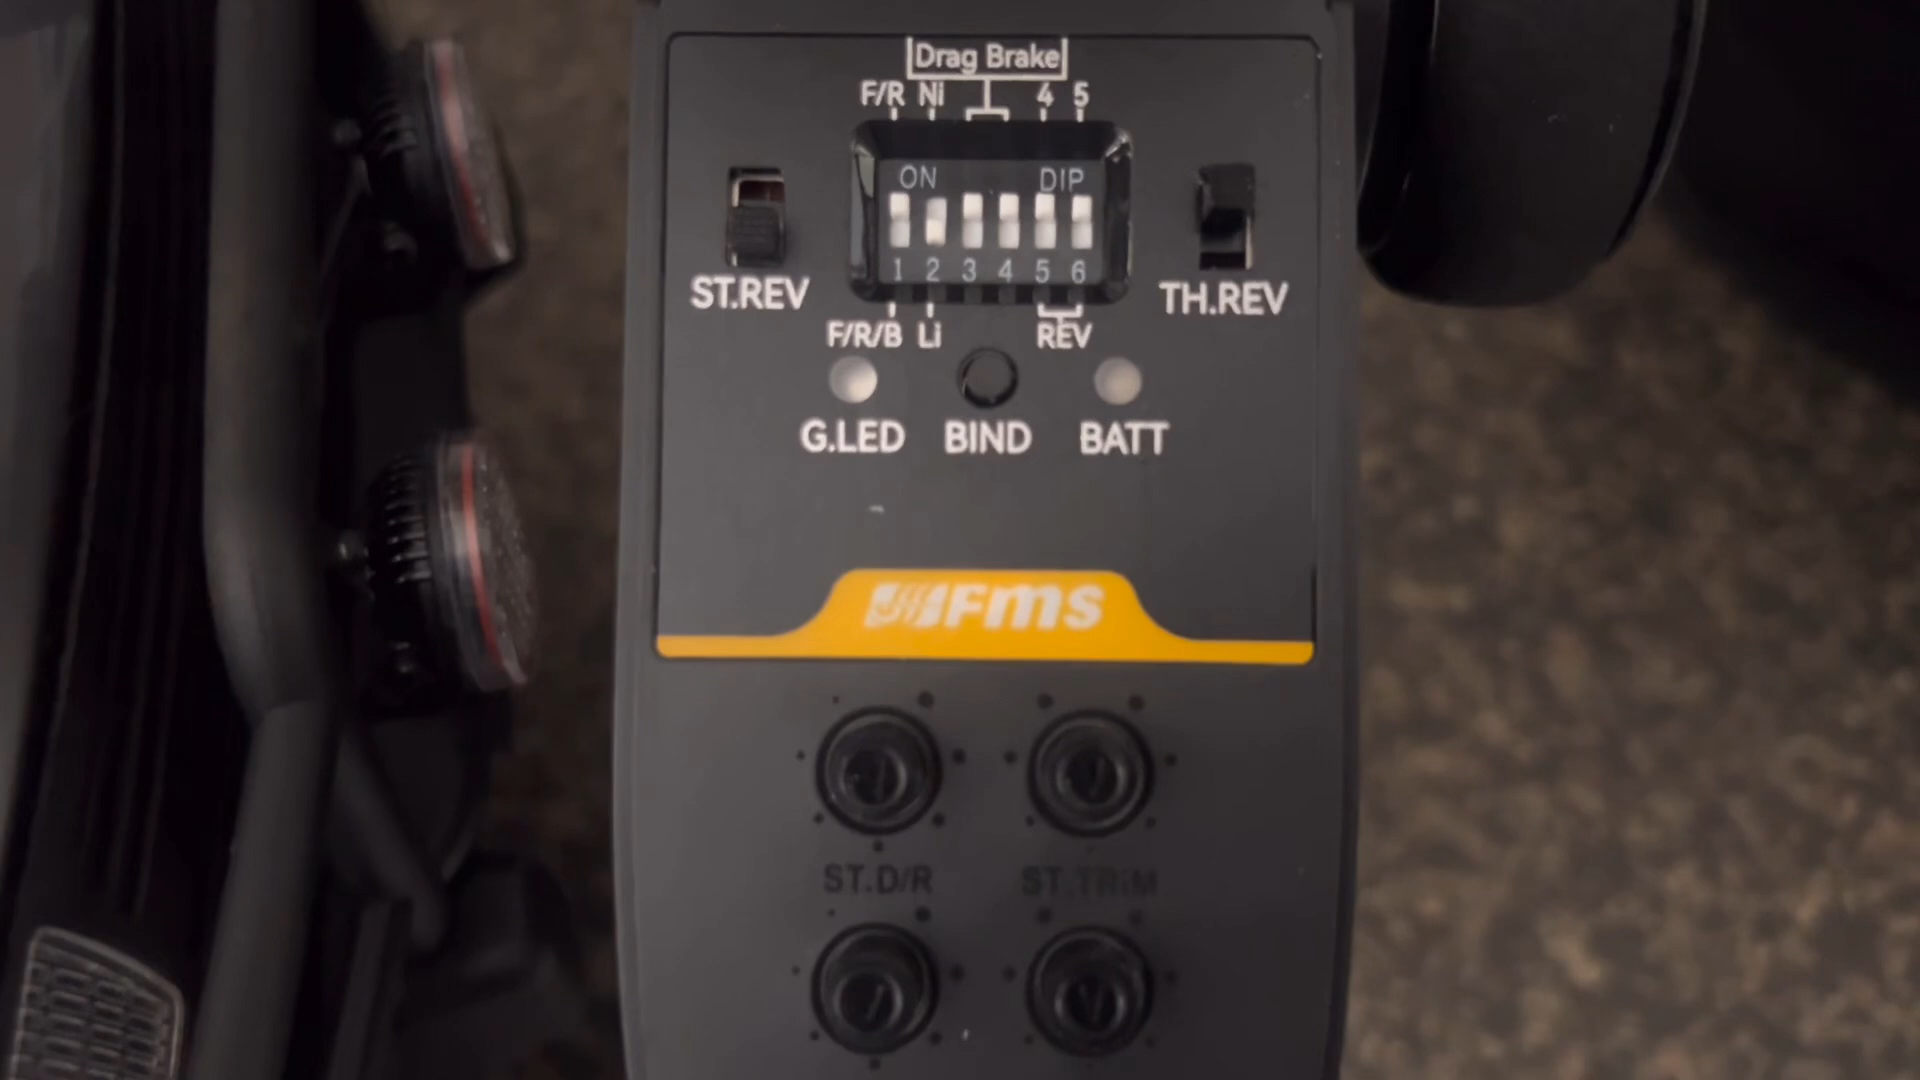 Drag Brake
F/R Ni 4 5
ON DIP
1 2 3 4 5 6
ST.REV
TH.REV
F/R/B Li REV
G.LED BIND BATT
FMS
ST.D/R ST.TRIM